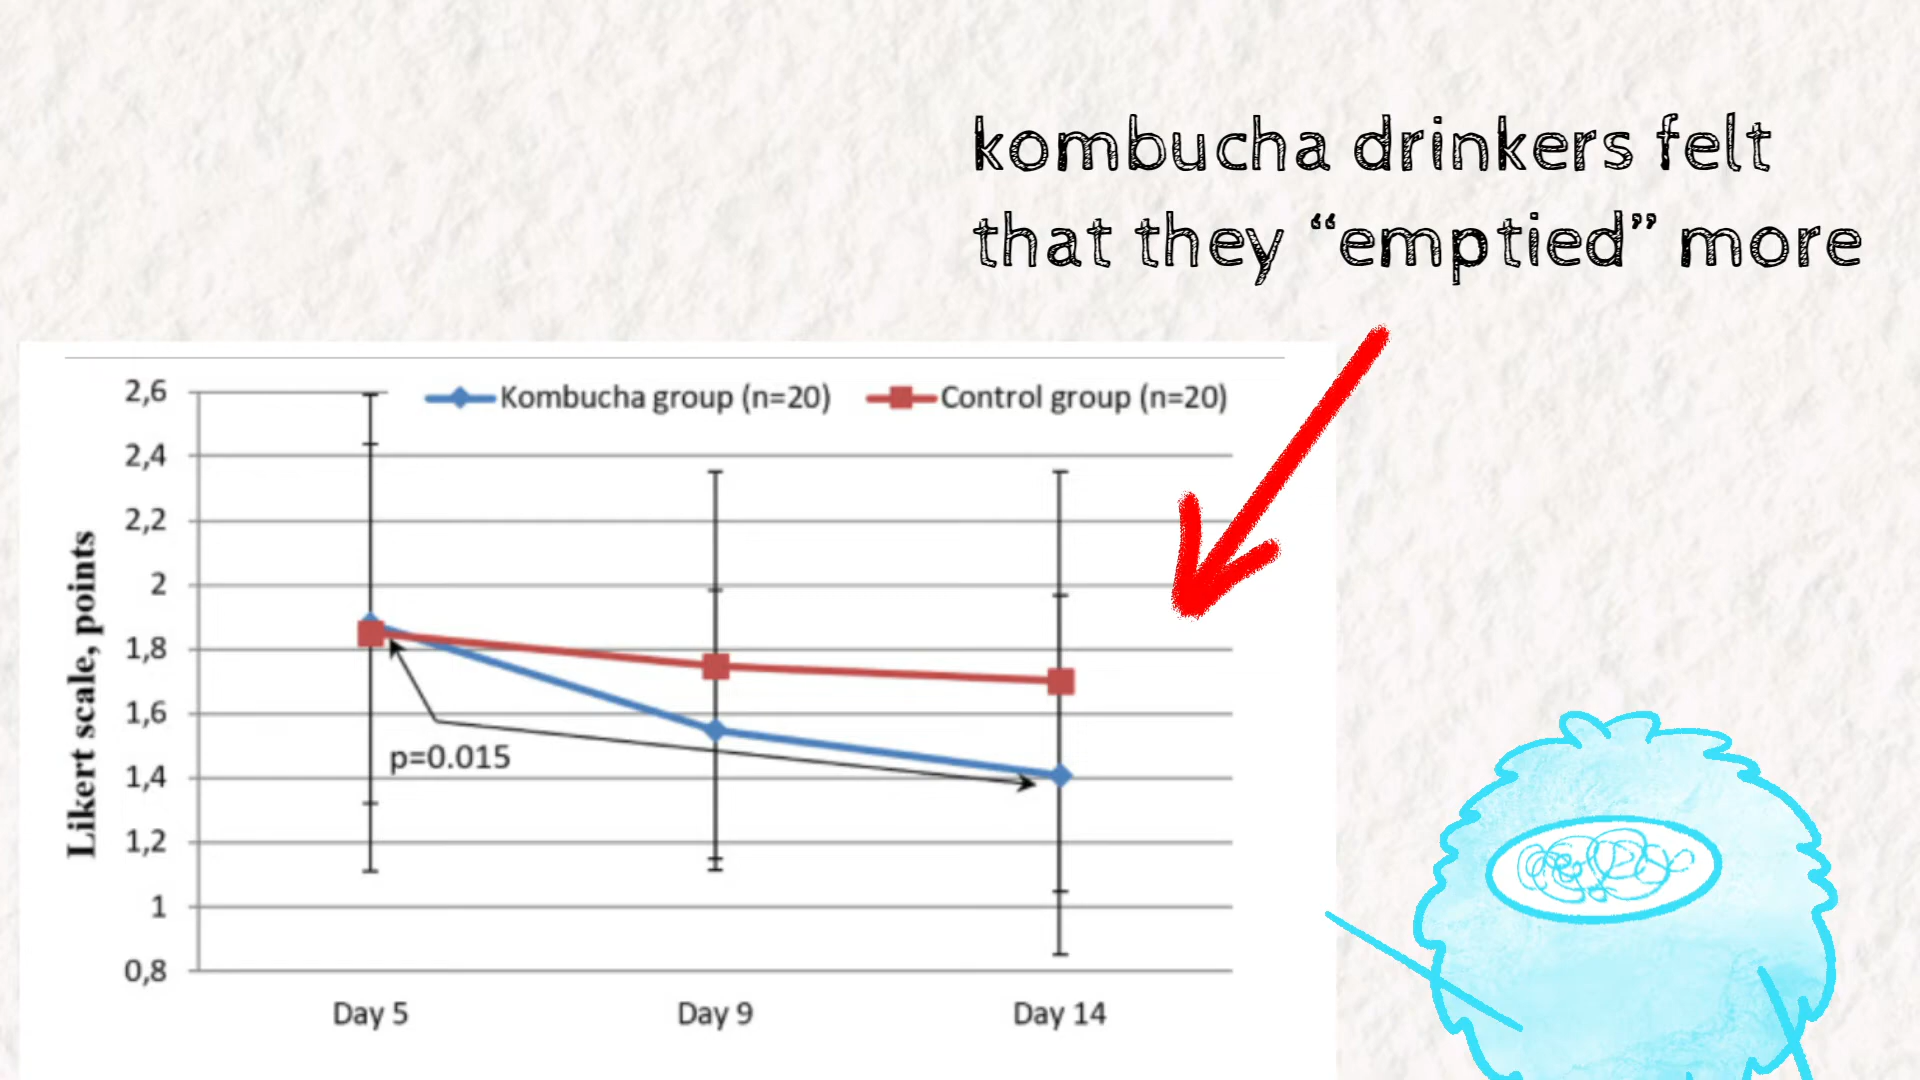 kombucha drinkers felt
that they “emptied” more
Kombucha group (n=20)
Control group (n=20)
Likert scale, points
2,6
2,4
2,2
2
1,8
1,6
1,4
1,2
1
0,8
p=0.015
Day 5
Day 9
Day 14